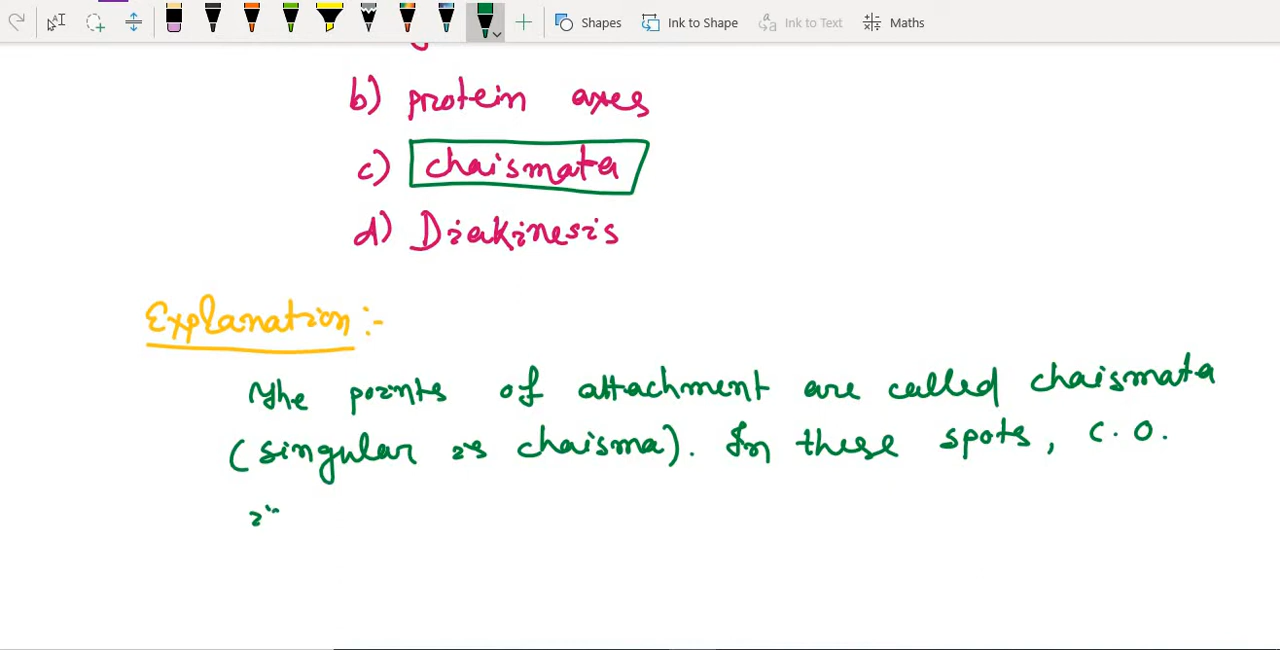 Shapes Ink to Shape Ink to Text Maths
b) protein axes
c) chaismata
d) Diakinesis
Explanation :-
The points of attachment are called chaismata
(singular is chaisma). In these spots, C.O.